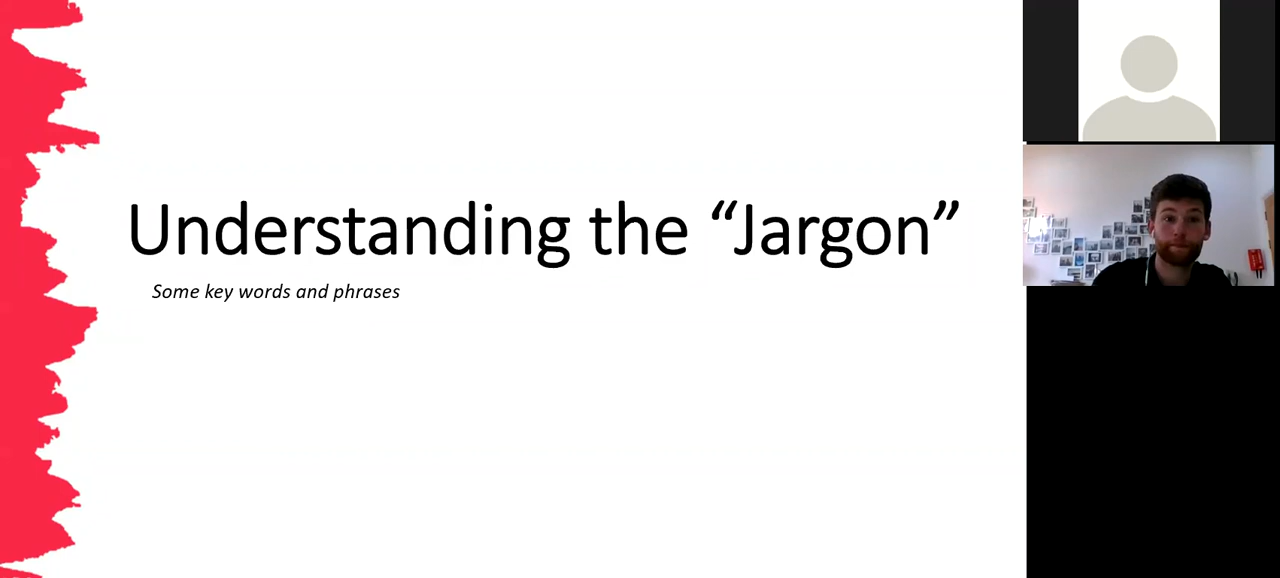 Understanding the “Jargon”
Some key words and phrases